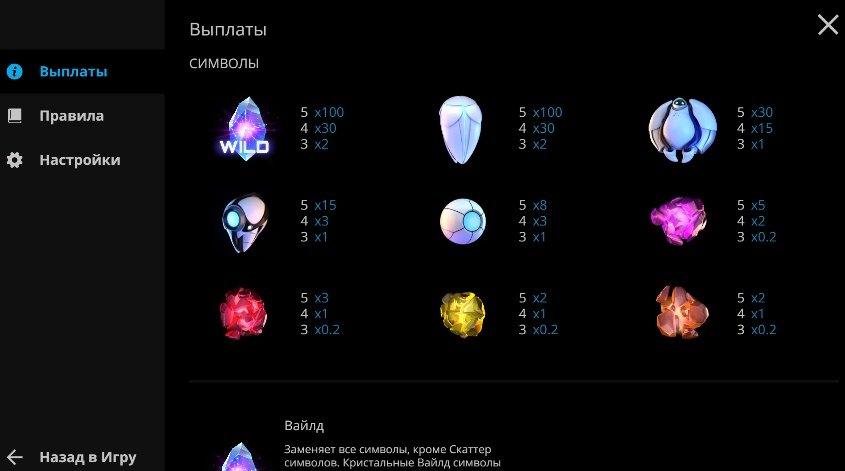 Выплаты
СИМВОЛЫ
Выплаты
Правила
Настройки
WILD
5 x100
4 x30
3 x2
5 x100
4 x30
3 x2
5 x30
4 x15
3 x1
5 x15
4 x3
3 x1
5 x8
4 x3
3 x1
5 x5
4 x2
3 x0.2
5 x3
4 x1
3 x0.2
5 x2
4 x1
3 x0.2
5 x2
4 x1
3 x0.2
Вайлд
Заменяет все символы, кроме Скаттер
символов. Кристальные Вайлд символы
Назад в Игру